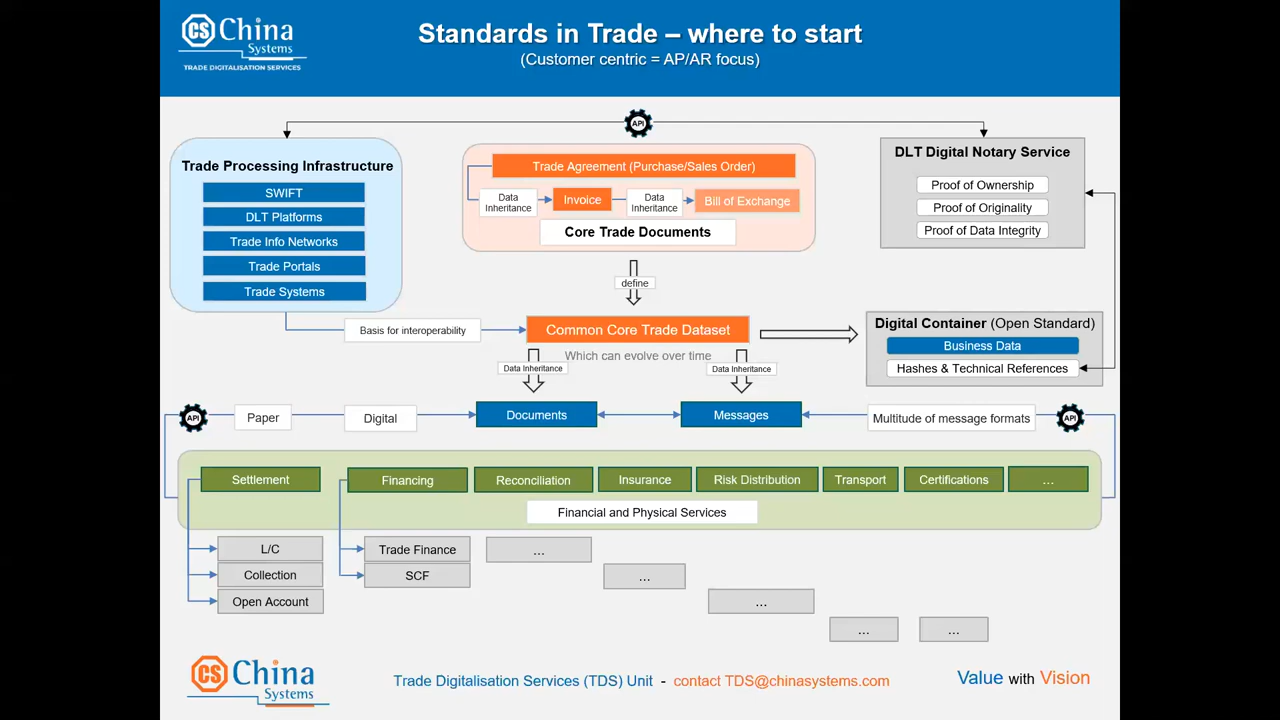 CS China
Systems
TRADE DIGITALISATION SERVICES
Standards in Trade – where to start
(Customer centric = AP/AR focus)
API
Trade Processing Infrastructure
SWIFT
DLT Platforms
Trade Info Networks
Trade Portals
Trade Systems
Trade Agreement (Purchase/Sales Order)
Data
Inheritance
Invoice
Data
Inheritance
Bill of Exchange
Core Trade Documents
DLT Digital Notary Service
Proof of Ownership
Proof of Originality
Proof of Data Integrity
define
Basis for interoperability
Common Core Trade Dataset
Which can evolve over time
Data Inheritance
Data Inheritance
Digital Container (Open Standard)
Business Data
Hashes & Technical References
API
Paper
Digital
Documents
Messages
Multitude of message formats
API
Settlement
Financing
Reconciliation
Insurance
Risk Distribution
Transport
Certifications
...
Financial and Physical Services
L/C
Collection
Open Account
Trade Finance
SCF
...
...
...
...
...
CS China
Systems
Trade Digitalisation Services (TDS) Unit - contact TDS@chinasystems.com
Value with Vision